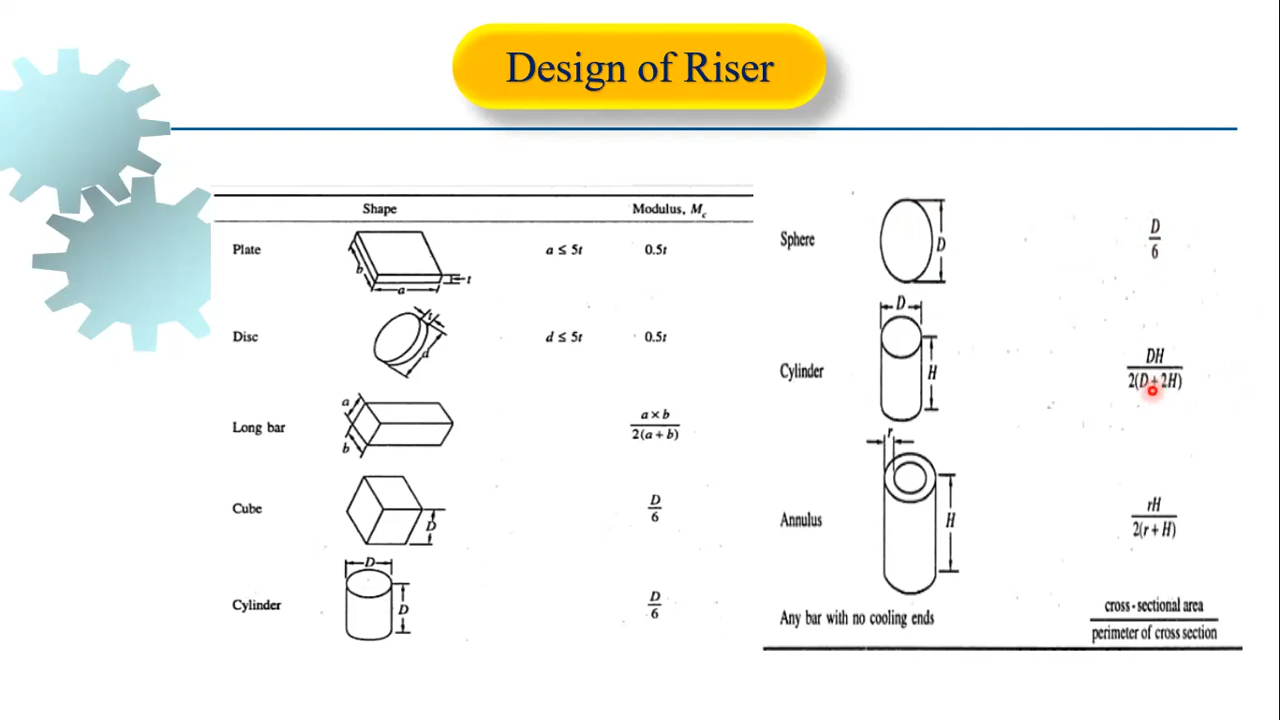 Design of Riser
Shape Modulus, Mc
Plate a ≤ 5t 0.5t
b
a
t
Disc d ≤ 5t 0.5t
t
d
Long bar a × b / 2(a + b)
a
b
Cube D/6
D
Cylinder D/6
D
D
Sphere D/6
D
Cylinder DH / 2(D + 2H)
D
H
Annulus rH / 2(r + H)
r
H
Any bar with no cooling ends cross - sectional area / perimeter of cross section